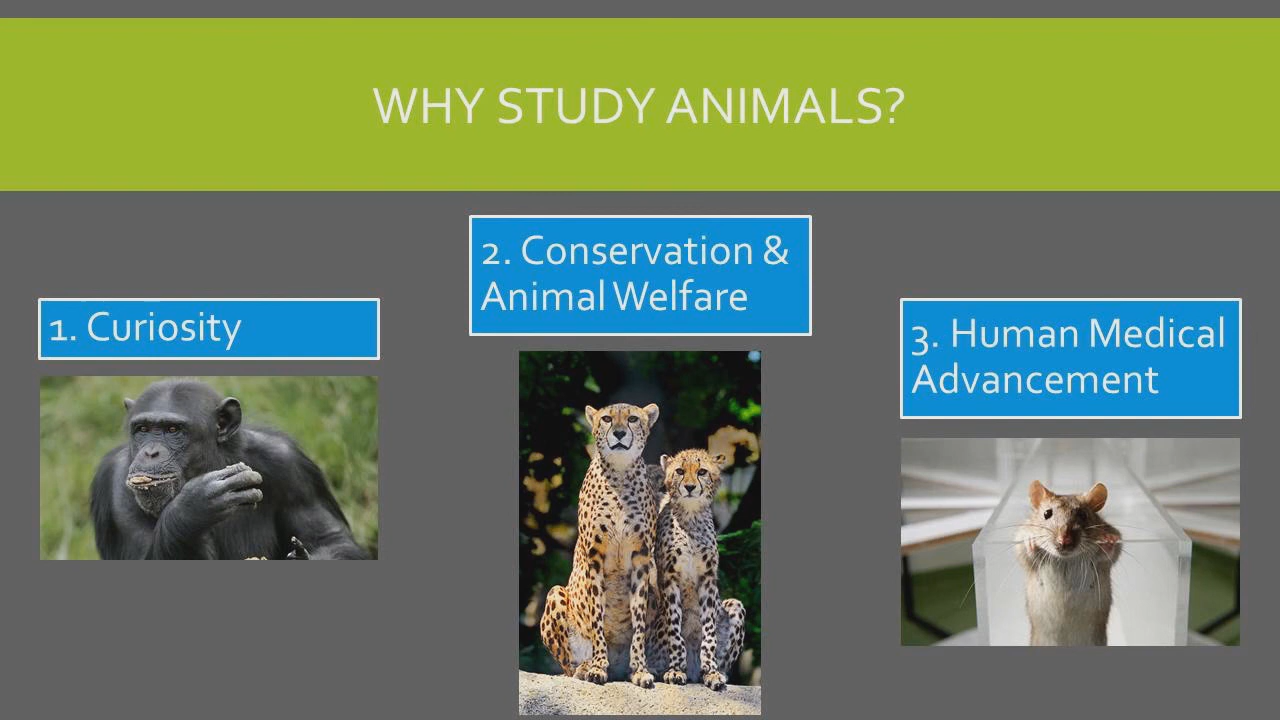 WHY STUDY ANIMALS?
1. Curiosity
2. Conservation &
Animal Welfare
3. Human Medical
Advancement